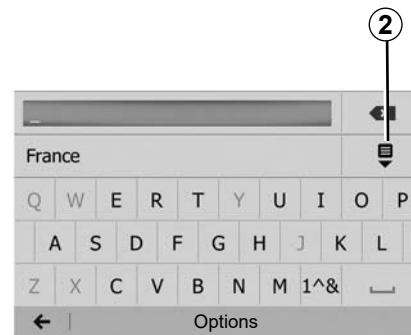 2
_
France
Q W E R T Y U I O P
A S D F G H J K L
Z X C V B N M 1^&
Options